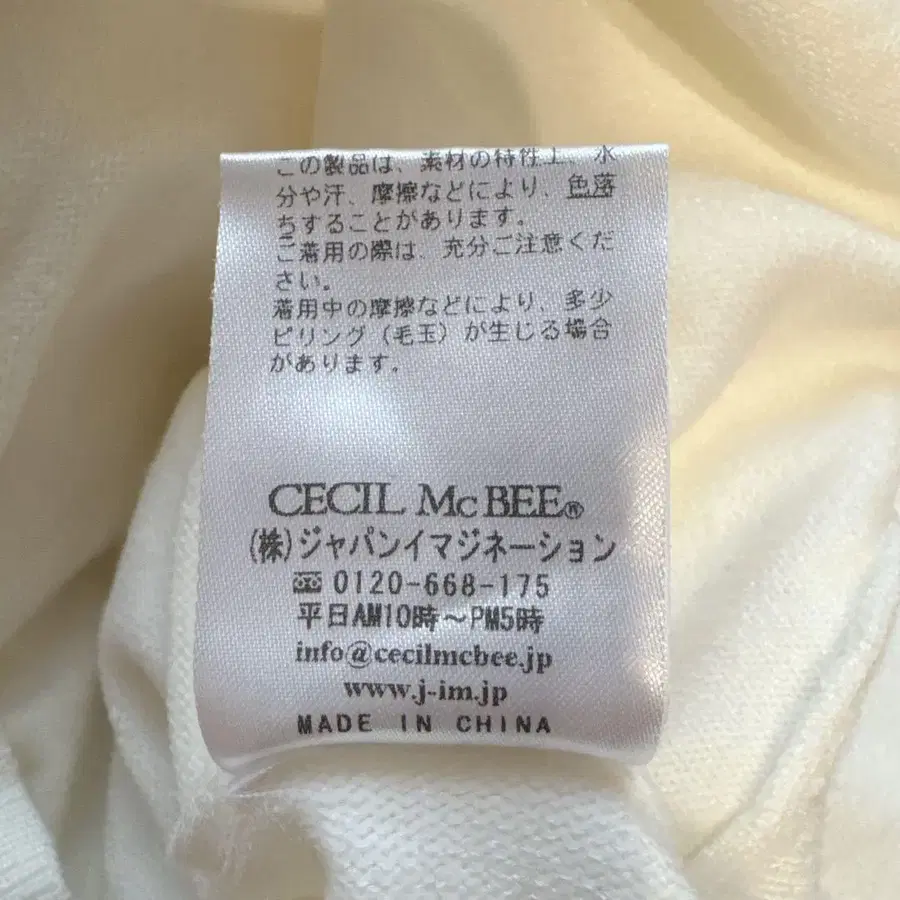 この製品は、素材の特性上、水
分や汗、摩擦などにより、色落
ちすることがあります。
ご着用の際は、充分ご注意くだ
さい。
着用中の摩擦などにより、多少
ピリング（毛玉）が生じる場合
があります。
CECIL McBEE®
(株)ジャパンイマジネーション
0120-668-175
平日AM10時～PM5時
info@cecilmcbee.jp
www.j-im.jp
MADE IN CHINA